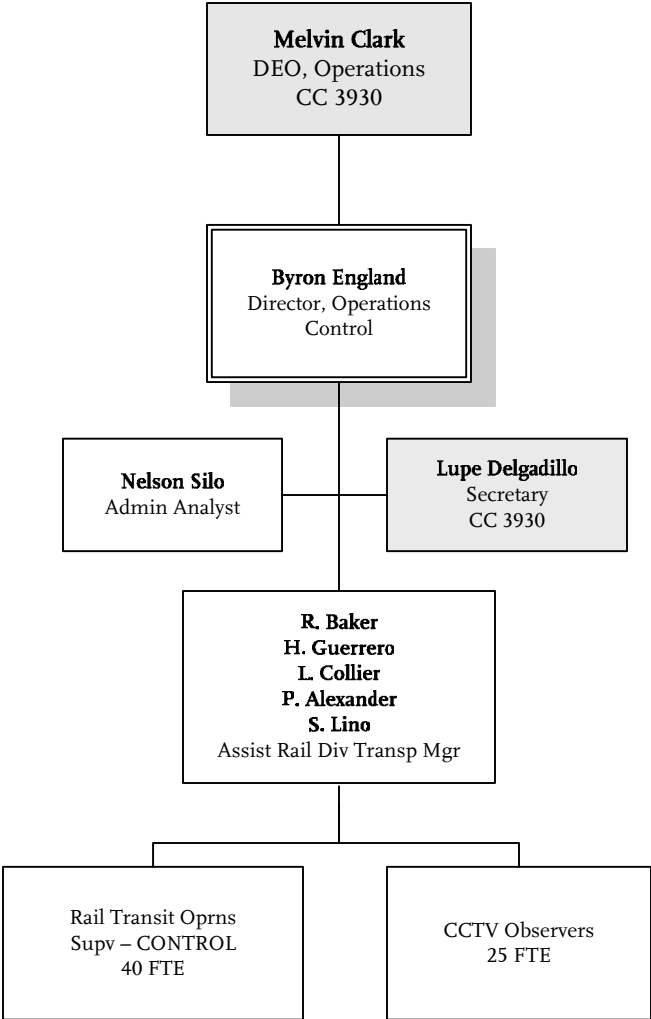 Melvin Clark
DEO, Operations
CC 3930
Byron England
Director, Operations
Control
Nelson Silo
Admin Analyst
Lupe Delgadillo
Secretary
CC 3930
R. Baker
H. Guerrero
L. Collier
P. Alexander
S. Lino
Assist Rail Div Transp Mgr
Rail Transit Oprns
Supv – CONTROL
40 FTE
CCTV Observers
25 FTE